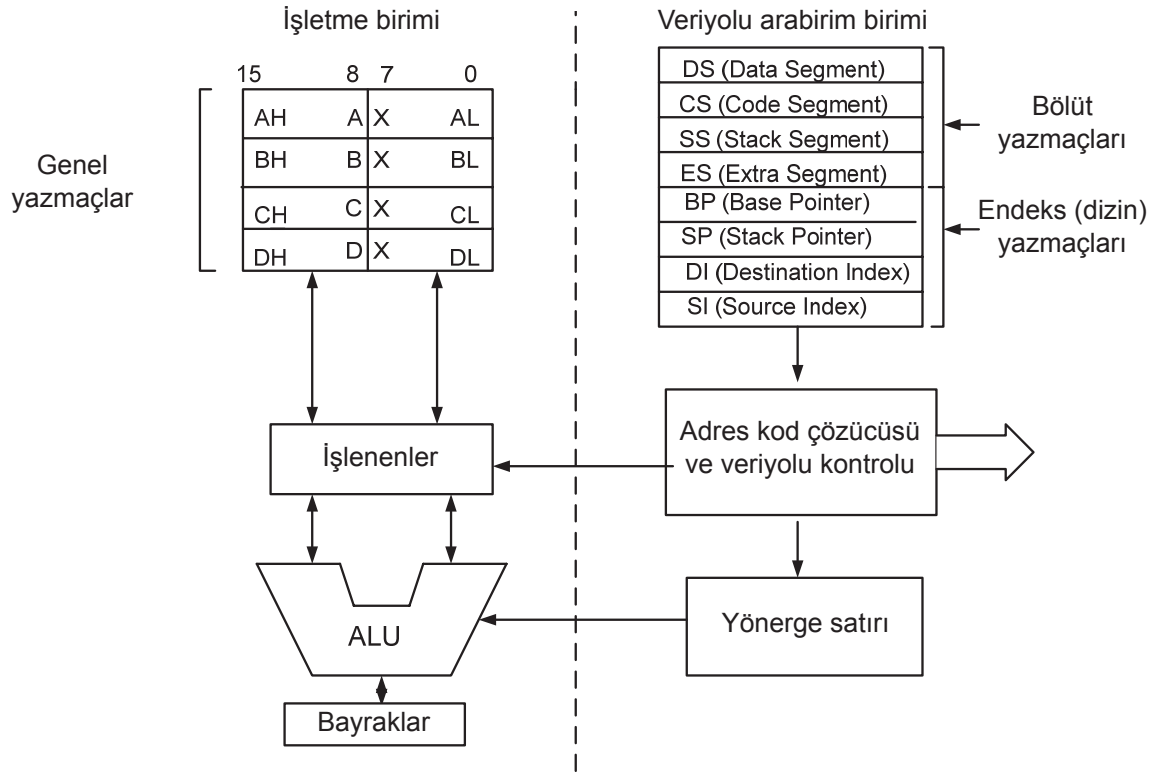 İşletme birimi
Veriyolu arabirim birimi
15 8 7 0
AH A X AL
BH B X BL
CH C X CL
DH D X DL
Genel
yazmaçlar
DS (Data Segment)
CS (Code Segment)
SS (Stack Segment)
ES (Extra Segment)
BP (Base Pointer)
SP (Stack Pointer)
DI (Destination Index)
SI (Source Index)
Bölüt
yazmaçları
Endeks (dizin)
yazmaçları
İşlenenler
Adres kod çözücüsü
ve veriyolu kontrolu
ALU
Yönerge satırı
Bayraklar